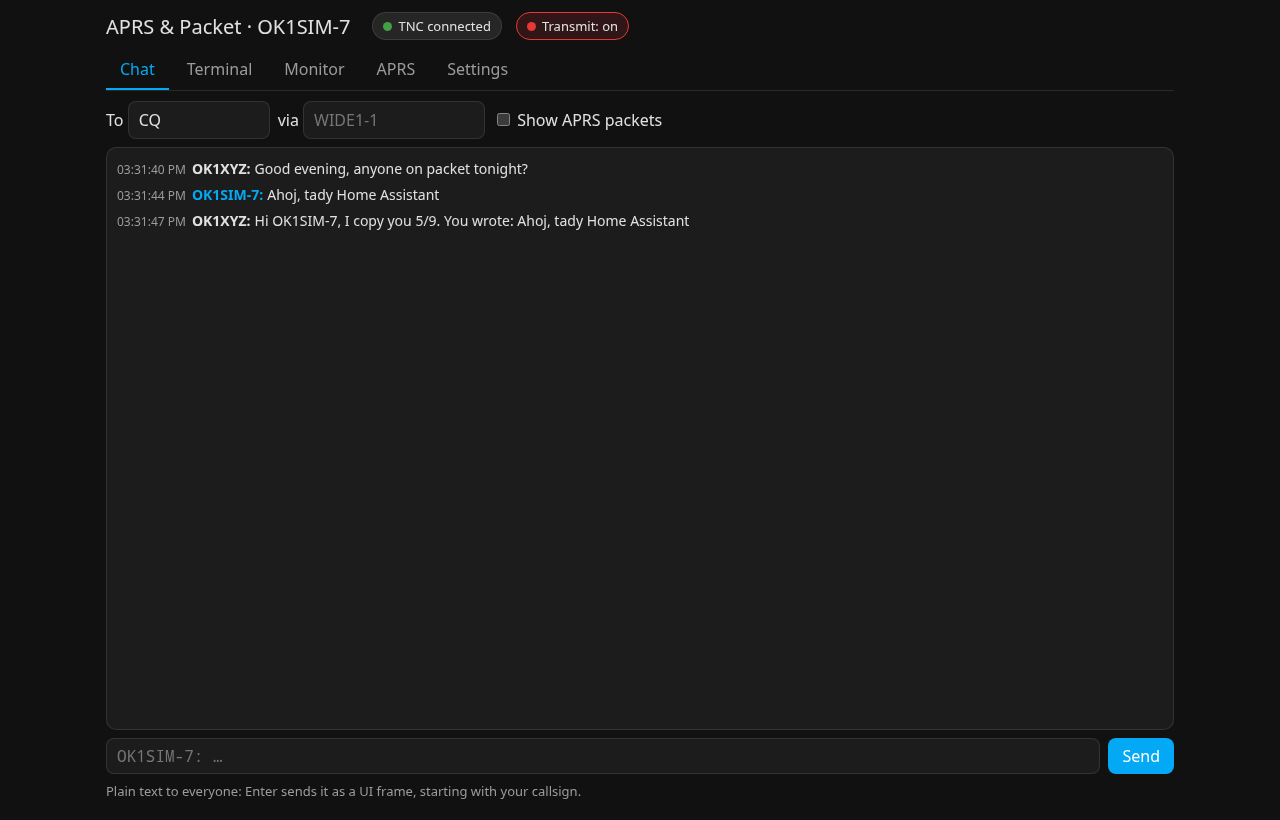 APRS & Packet · OK1SIM-7 TNC connected Transmit: on
Chat Terminal Monitor APRS Settings
To CQ via WIDE1-1 Show APRS packets
03:31:40 PM OK1XYZ: Good evening, anyone on packet tonight?
03:31:44 PM OK1SIM-7: Ahoj, tady Home Assistant
03:31:47 PM OK1XYZ: Hi OK1SIM-7, I copy you 5/9. You wrote: Ahoj, tady Home Assistant
OK1SIM-7: … Send
Plain text to everyone: Enter sends it as a UI frame, starting with your callsign.